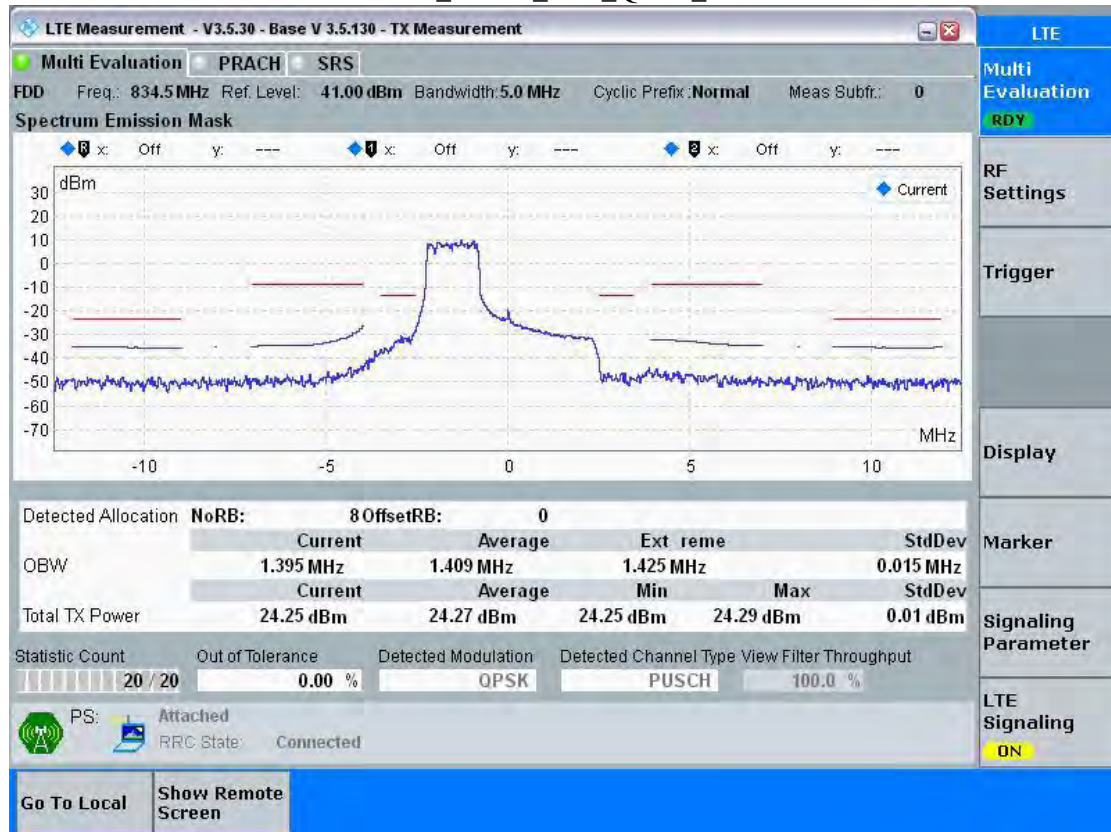 LTE Measurement - V3.5.30 - Base V 3.5.130 - TX Measurement
LTE
Multi Evaluation PRACH SRS
Multi
Evaluation
RDY
FDD Freq.: 834.5 MHz Ref. Level: 41.00 dBm Bandwidth:5.0 MHz Cyclic Prefix :Normal Meas Subfr.: 0
Spectrum Emission Mask
R x: Off y: --- 1 x: Off y: --- 2 x: Off y: ---
dBm
Current
30
20
10
0
-10
-20
-30
-40
-50
-60
-70
MHz
-10 -5 0 5 10
RF
Settings
Trigger
Display
Detected Allocation NoRB: 8 OffsetRB: 0
Current Average Ext reme StdDev
OBW 1.395 MHz 1.409 MHz 1.425 MHz 0.015 MHz
Current Average Min Max StdDev
Total TX Power 24.25 dBm 24.27 dBm 24.25 dBm 24.29 dBm 0.01 dBm
Marker
Signaling
Parameter
Statistic Count Out of Tolerance Detected Modulation Detected Channel Type View Filter Throughput
20 / 20 0.00 % QPSK PUSCH 100.0 %
PS: Attached
RRC State: Connected
LTE
Signaling
ON
Go To Local
Show Remote
Screen